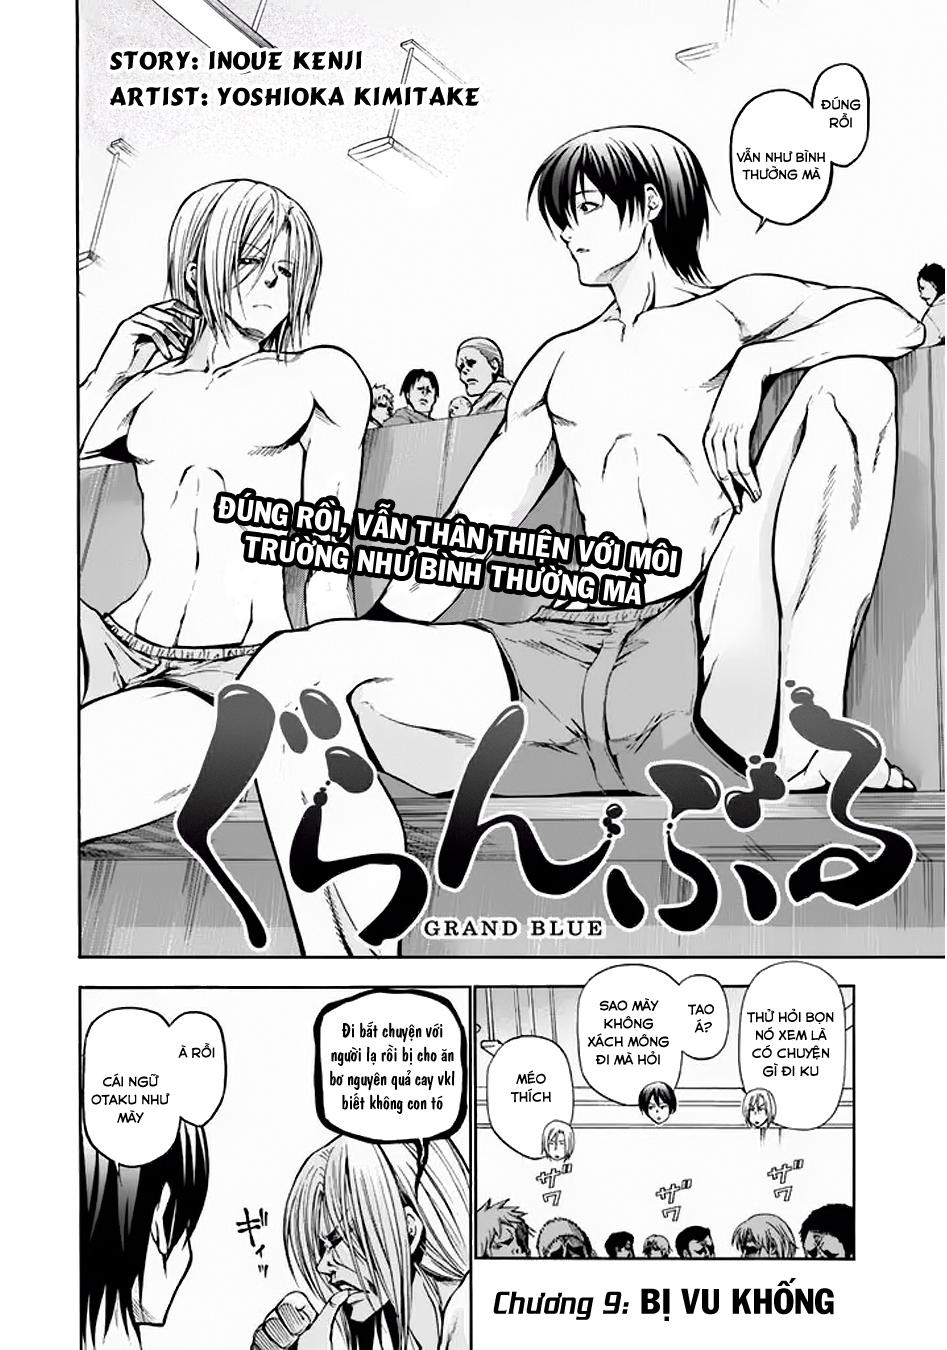 STORY: INOUE KENJI
ARTIST: YOSHIOKA KIMITAKE
ĐÚNG
RỒI
VẪN NHƯ BÌNH
THƯỜNG MÀ
ĐÚNG RỒI, VẪN THÂN THIỆN VỚI MÔI
TRƯỜNG NHƯ BÌNH THƯỜNG MÀ
ぐらんぶる
GRAND BLUE
THỬ HỎI BỌN
NÓ XEM LÀ
CÓ CHUYỆN
GÌ ĐI KU
TAO
Á?
SAO MÀY
KHÔNG
XÁCH MÔNG
ĐI MÀ HỎI
MÉO
THÍCH
ザワ
ザワ
ザワ
Đi bắt chuyện với
người lạ rồi bị cho ăn
bơ nguyên quả cay vkl
biết không con tó
À RỒI
CÁI NGỮ
OTAKU NHƯ
MÀY
ギィ
Chương 9: BỊ VU KHỐNG